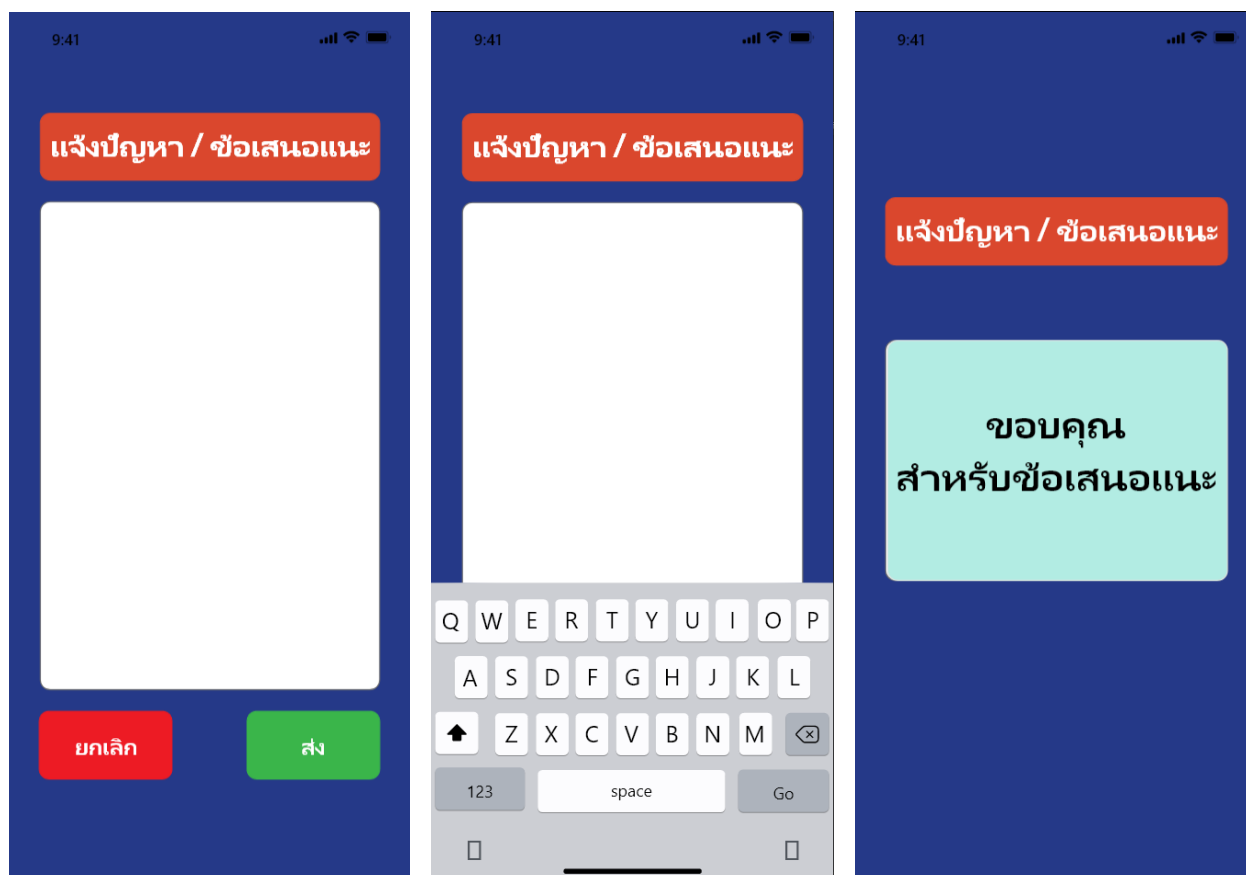 9:41
แจ้งปัญหา / ข้อเสนอแนะ
ยกเลิก
ส่ง
9:41
แจ้งปัญหา / ข้อเสนอแนะ
Q W E R T Y U I O P
A S D F G H J K L
Z X C V B N M
123 space Go
9:41
แจ้งปัญหา / ข้อเสนอแนะ
ขอบคุณ
สำหรับข้อเสนอแนะ